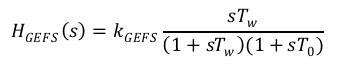 H_{GEFS}(s) = k_{GEFS} \frac{sT_w}{(1 + sT_w)(1 + sT_0)}